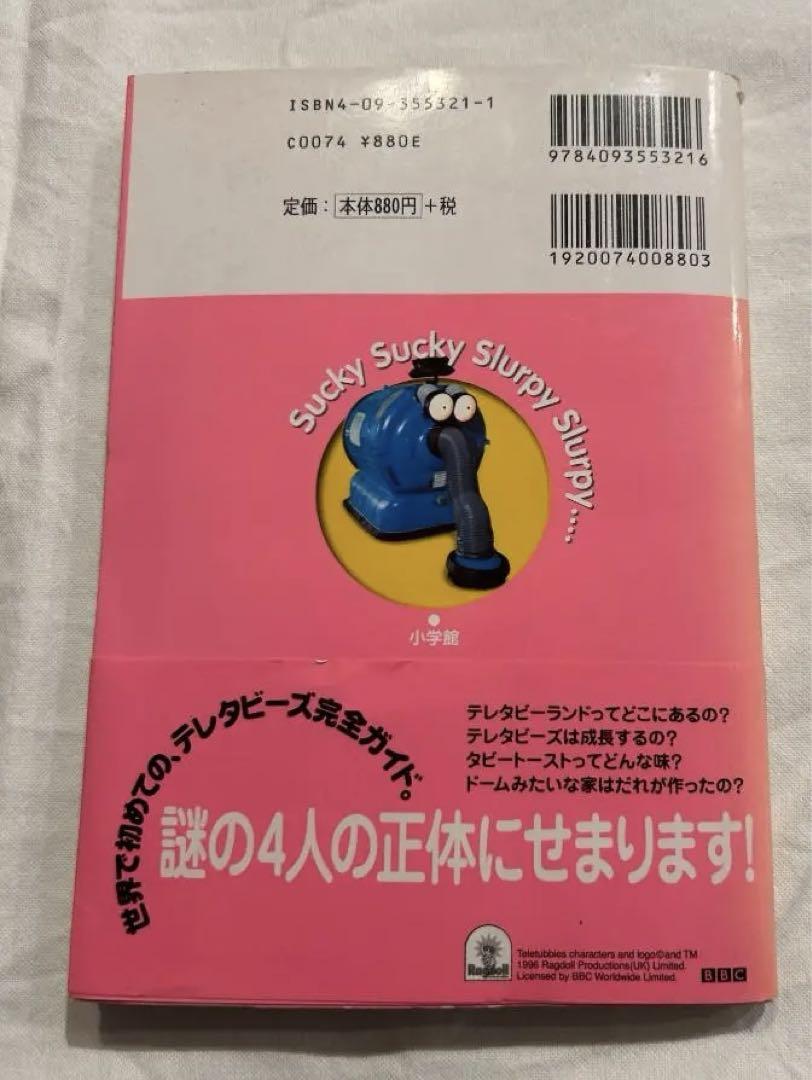 ISBN4-09-355321-1
C0074 ¥880E
9784093553216
定価：本体880円＋税
1920074008803
Sucky Sucky Slurpy Slurpy....
小学館
世界で初めての、テレタビーズ完全ガイド。
テレタビーランドってどこにあるの?
テレタビーズは成長するの?
タビートーストってどんな味?
ドームみたいな家はだれが作ったの?
謎の4人の正体にせまります!
Ragdoll
Teletubbies characters and logo©and TM
1996 Ragdoll Productions(UK) Limited.
Licensed by BBC Worldwide Limited.
BBC